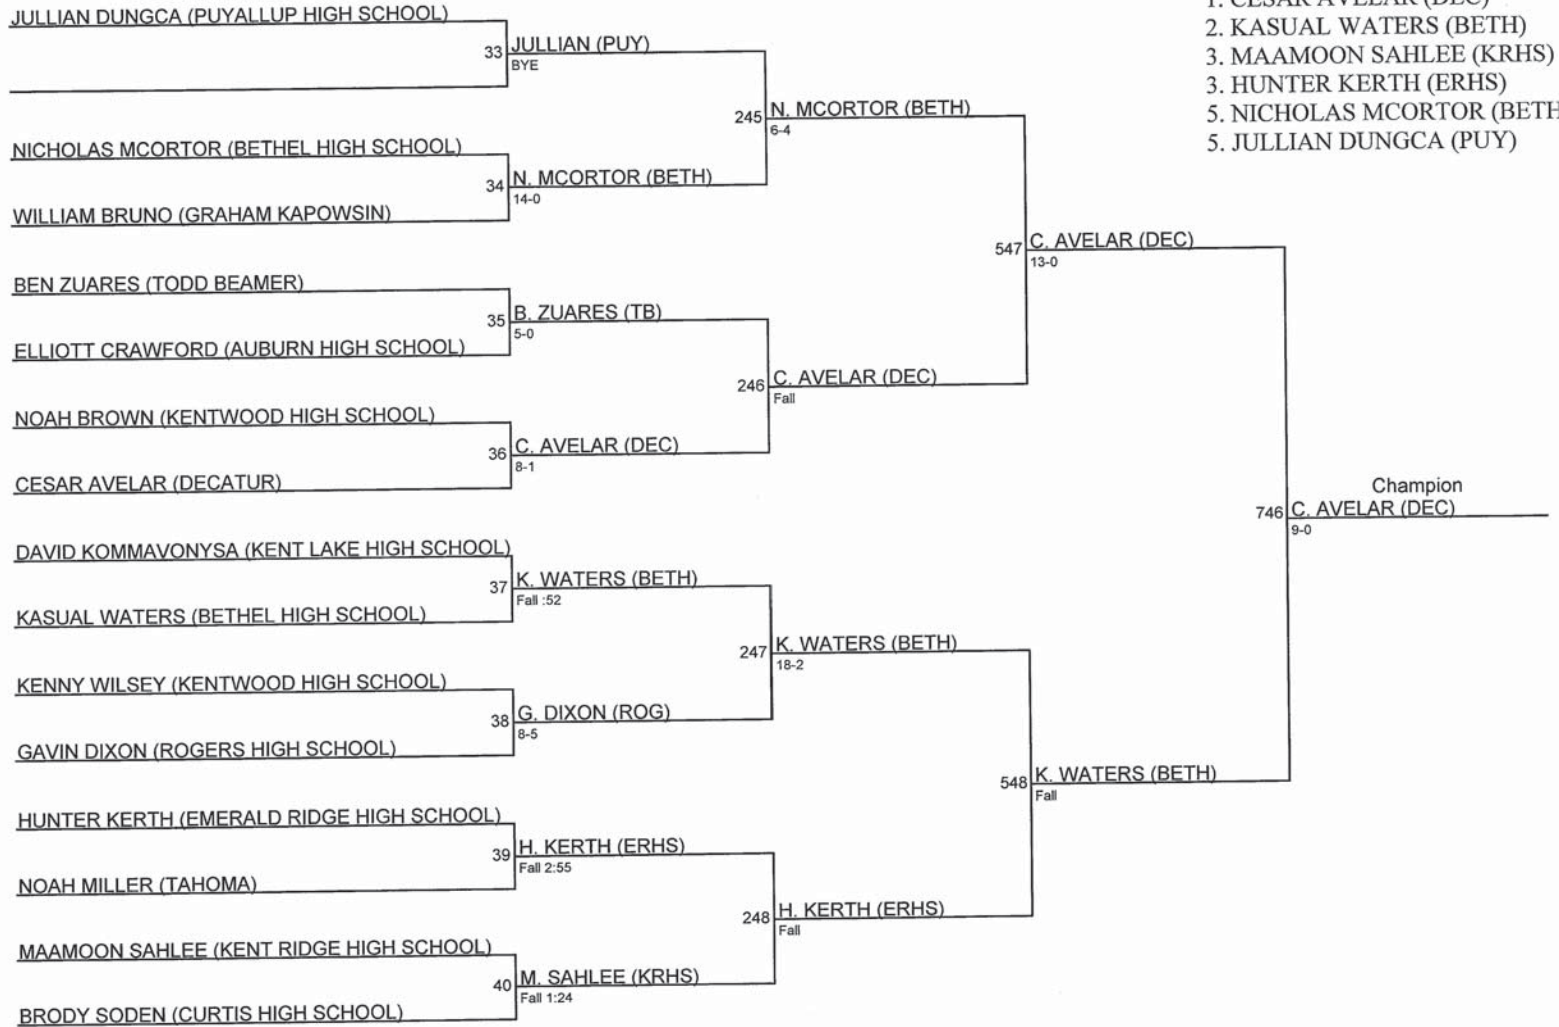 JULLIAN DUNGCA (PUYALLUP HIGH SCHOOL)
33 JULLIAN (PUY)
BYE
245 N. MCORTOR (BETH)
6-4
NICHOLAS MCORTOR (BETHEL HIGH SCHOOL)
34 N. MCORTOR (BETH)
14-0
WILLIAM BRUNO (GRAHAM KAPOWSIN)
547 C. AVELAR (DEC)
13-0
BEN ZUARES (TODD BEAMER)
35 B. ZUARES (TB)
5-0
ELLIOTT CRAWFORD (AUBURN HIGH SCHOOL)
246 C. AVELAR (DEC)
Fall
NOAH BROWN (KENTWOOD HIGH SCHOOL)
36 C. AVELAR (DEC)
8-1
CESAR AVELAR (DECATUR)
Champion
746 C. AVELAR (DEC)
9-0
DAVID KOMMAVONYSA (KENT LAKE HIGH SCHOOL)
37 K. WATERS (BETH)
Fall :52
KASUAL WATERS (BETHEL HIGH SCHOOL)
247 K. WATERS (BETH)
18-2
KENNY WILSEY (KENTWOOD HIGH SCHOOL)
38 G. DIXON (ROG)
8-5
GAVIN DIXON (ROGERS HIGH SCHOOL)
548 K. WATERS (BETH)
Fall
HUNTER KERTH (EMERALD RIDGE HIGH SCHOOL)
39 H. KERTH (ERHS)
Fall 2:55
NOAH MILLER (TAHOMA)
248 H. KERTH (ERHS)
Fall
MAAMOON SAHLEE (KENT RIDGE HIGH SCHOOL)
40 M. SAHLEE (KRHS)
Fall 1:24
BRODY SODEN (CURTIS HIGH SCHOOL)
1. CESAR AVELAR (DEC)
2. KASUAL WATERS (BETH)
3. MAAMOON SAHLEE (KRHS)
3. HUNTER KERTH (ERHS)
5. NICHOLAS MCORTOR (BETH
5. JULLIAN DUNGCA (PUY)